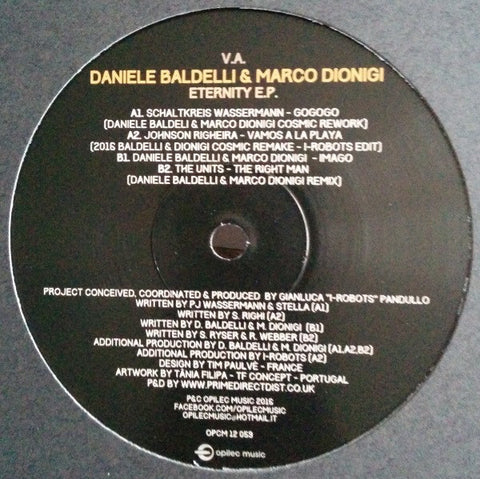 V.A.
DANIELE BALDELLI & MARCO DIONIGI
ETERNITY E.P.
A1. SCHALTKREIS WASSERMANN - GOGOGO
(DANIELE BALDELI & MARCO DIONIGI COSMIC REWORK)
A2. JOHNSON RIGHEIRA - VAMOS A LA PLAYA
(2016 BALDELLI & DIONIGI COSMIC REMAKE - I-ROBOTS EDIT)
B1. DANIELE BALDELLI & MARCO DIONIGI - IMAGO
B2. THE UNITS - THE RIGHT MAN
(DANIELE BALDELLI & MARCO DIONIGI REMIX)
PROJECT CONCEIVED, COORDINATED & PRODUCED BY GIANLUCA "I-ROBOTS" PANDULLO
WRITTEN BY PJ WASSERMANN & STELLA (A1)
WRITTEN BY S. RIGHI (A2)
WRITTEN BY D. BALDELLI & M. DIONIGI (B1)
WRITTEN BY S. RYSER & R. WEBBER (B2)
ADDITIONAL PRODUCTION BY D. BALDELLI & M. DIONIGI (A1,A2,B2)
ADDITIONAL PRODUCTION BY I-ROBOTS (A2)
DESIGN BY TIM PAULVÉ - FRANCE
ARTWORK BY TÂNIA FILIPA - TF CONCEPT - PORTUGAL
P&D BY WWW.PRIMEDIRECTDIST.CO.UK
P&C OPILEC MUSIC 2016
FACEBOOK.COM/OPILECMUSIC
OPILECMUSIC@HOTMAIL.IT
OPCM 12 059
opilec music